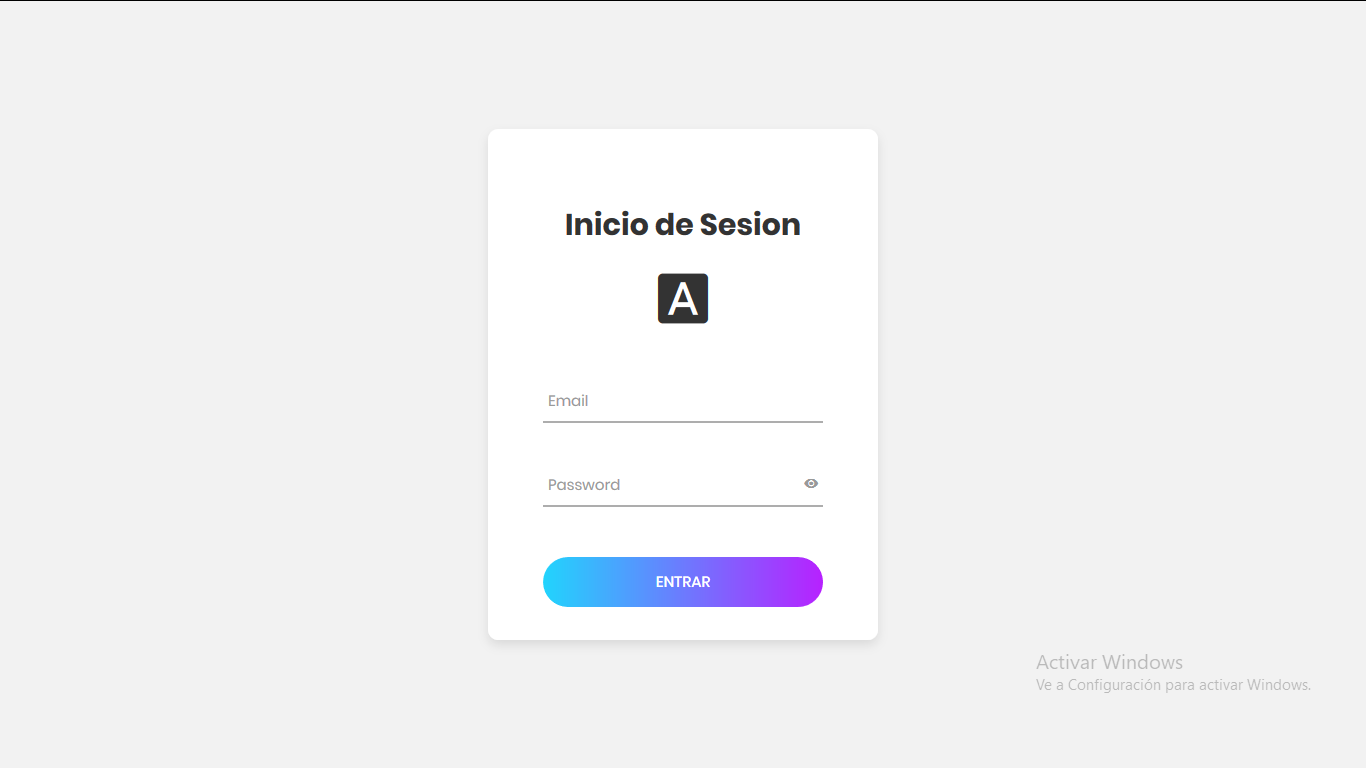 Inicio de Sesion
A
Email
Password
ENTRAR
Activar Windows
Ve a Configuración para activar Windows.